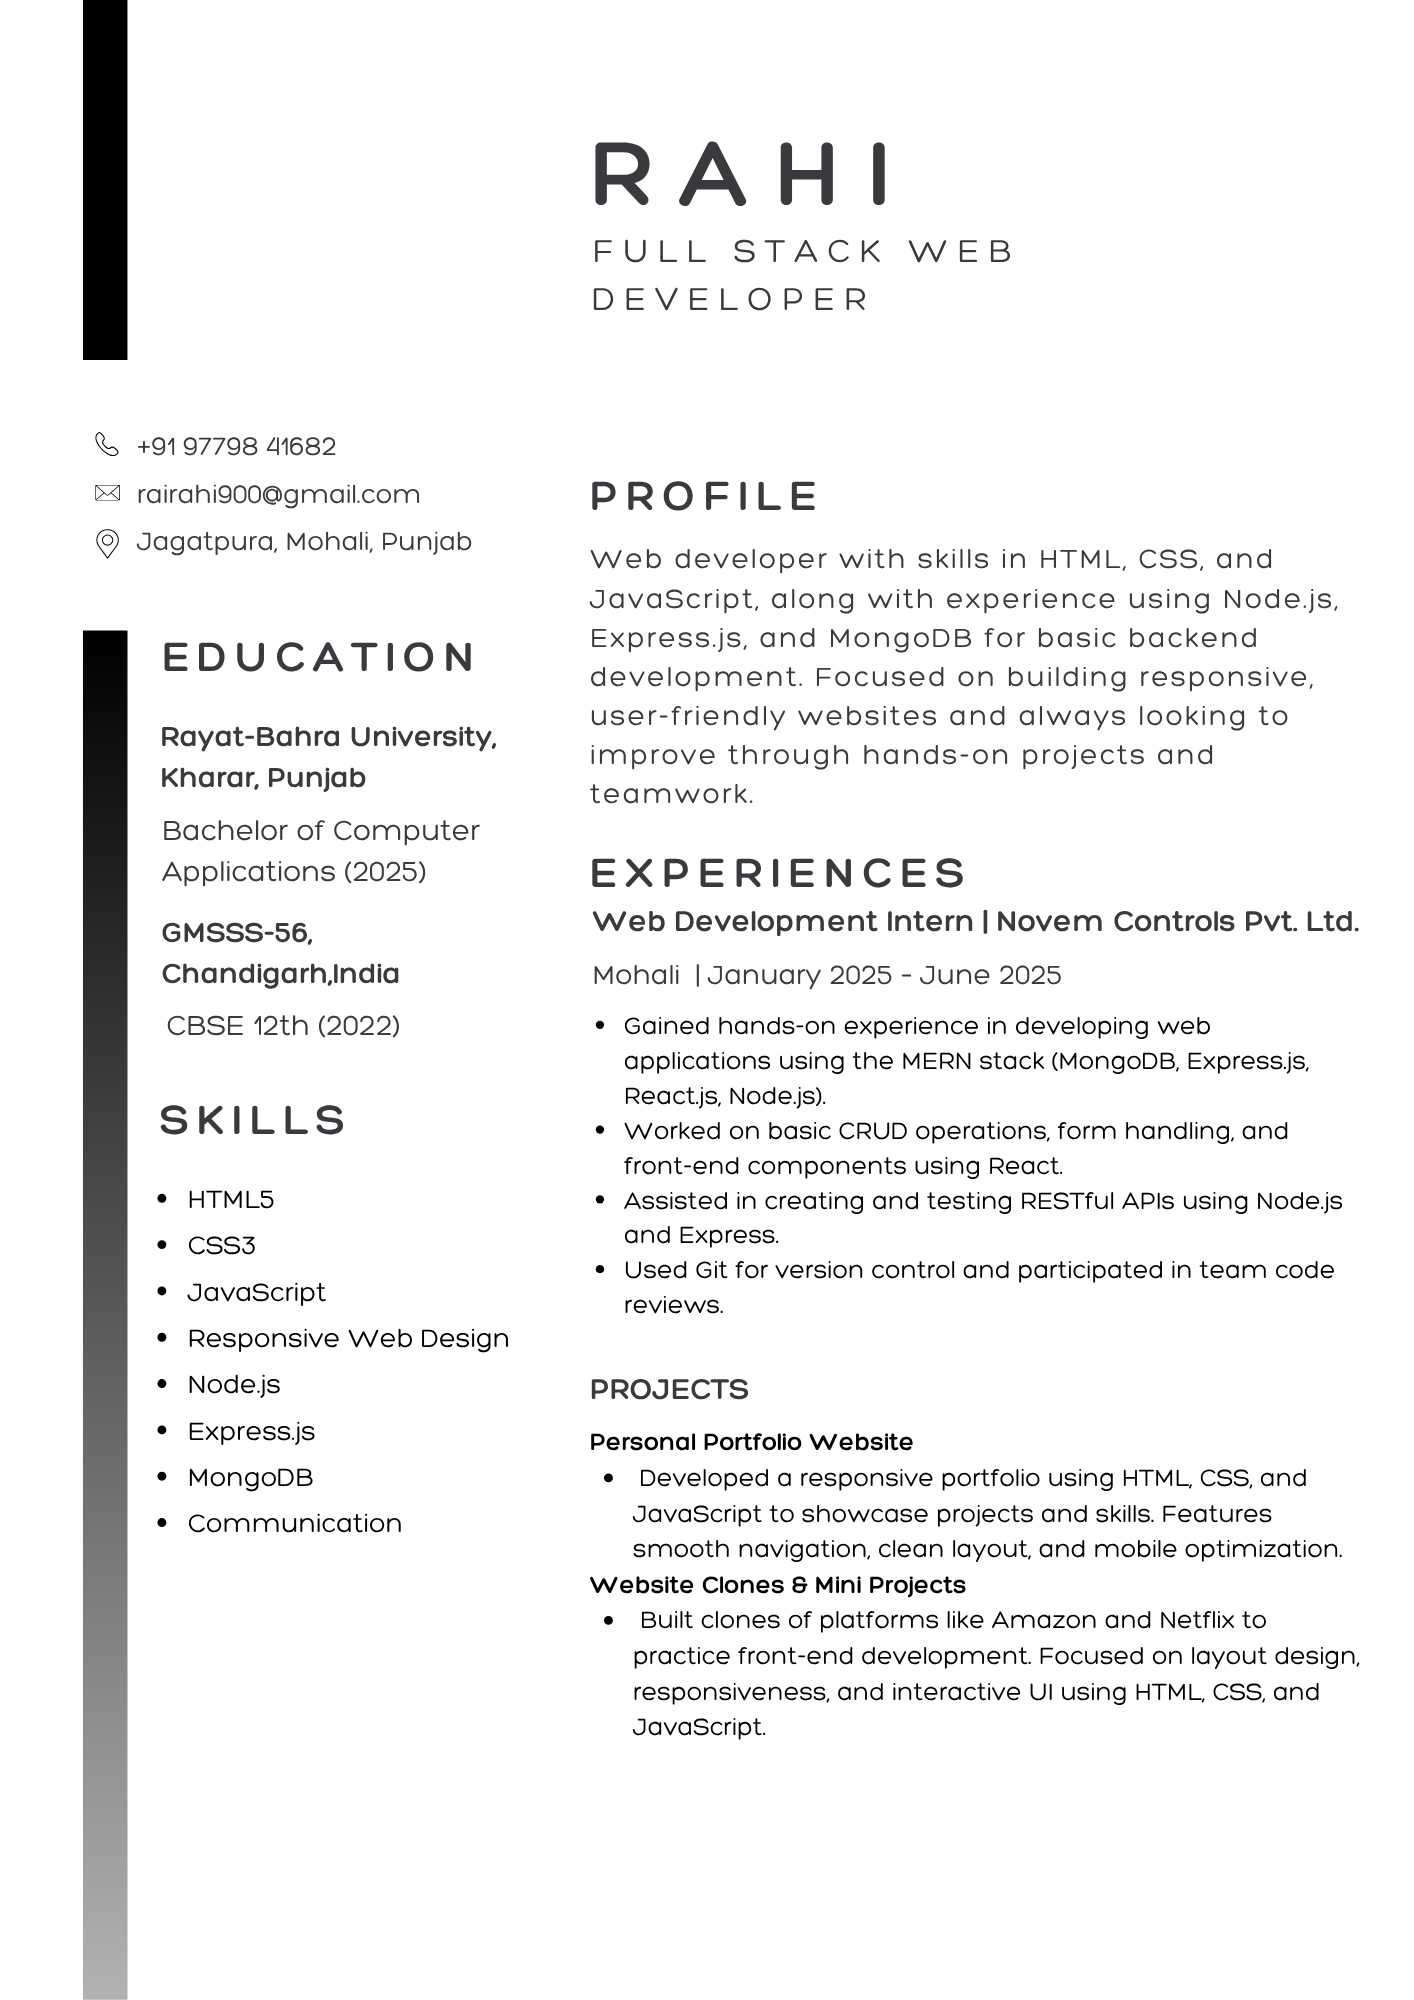 RAHI
FULL STACK WEB
DEVELOPER
+91 97798 41682
rairahi900@gmail.com
Jagatpura, Mohali, Punjab
EDUCATION
Rayat-Bahra University,
Kharar, Punjab
Bachelor of Computer
Applications (2025)
GMSSS-56,
Chandigarh,India
CBSE 12th (2022)
SKILLS
• HTML5
• CSS3
• JavaScript
• Responsive Web Design
• Node.js
• Express.js
• MongoDB
• Communication
PROFILE
Web developer with skills in HTML, CSS, and
JavaScript, along with experience using Node.js,
Express.js, and MongoDB for basic backend
development. Focused on building responsive,
user-friendly websites and always looking to
improve through hands-on projects and
teamwork.
EXPERIENCES
Web Development Intern | Novem Controls Pvt. Ltd.
Mohali | January 2025 - June 2025
• Gained hands-on experience in developing web
applications using the MERN stack (MongoDB, Express.js,
React.js, Node.js).
• Worked on basic CRUD operations, form handling, and
front-end components using React.
• Assisted in creating and testing RESTful APIs using Node.js
and Express.
• Used Git for version control and participated in team code
reviews.
PROJECTS
Personal Portfolio Website
• Developed a responsive portfolio using HTML, CSS, and
JavaScript to showcase projects and skills. Features
smooth navigation, clean layout, and mobile optimization.
Website Clones & Mini Projects
• Built clones of platforms like Amazon and Netflix to
practice front-end development. Focused on layout design,
responsiveness, and interactive UI using HTML, CSS, and
JavaScript.